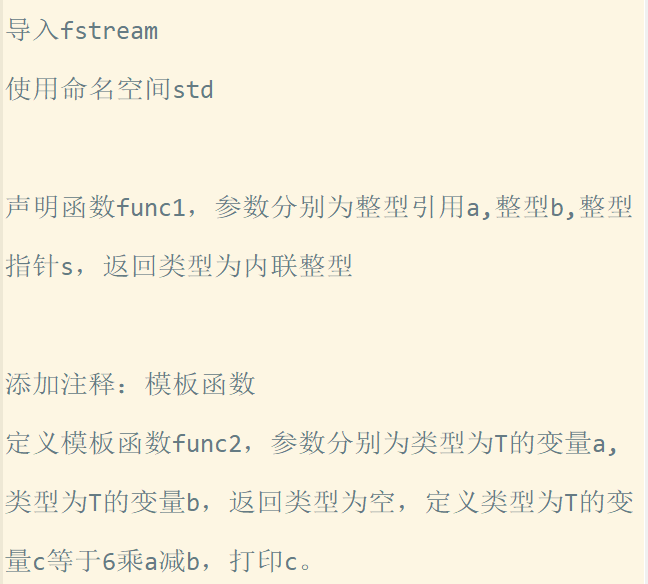 导入fstream
使用命名空间std
声明函数func1，参数分别为整型引用a,整型b,整型
指针s，返回类型为内联整型
添加注释：模板函数
定义模板函数func2，参数分别为类型为T的变量a,
类型为T的变量b，返回类型为空，定义类型为T的变
量c等于6乘a减b，打印c。